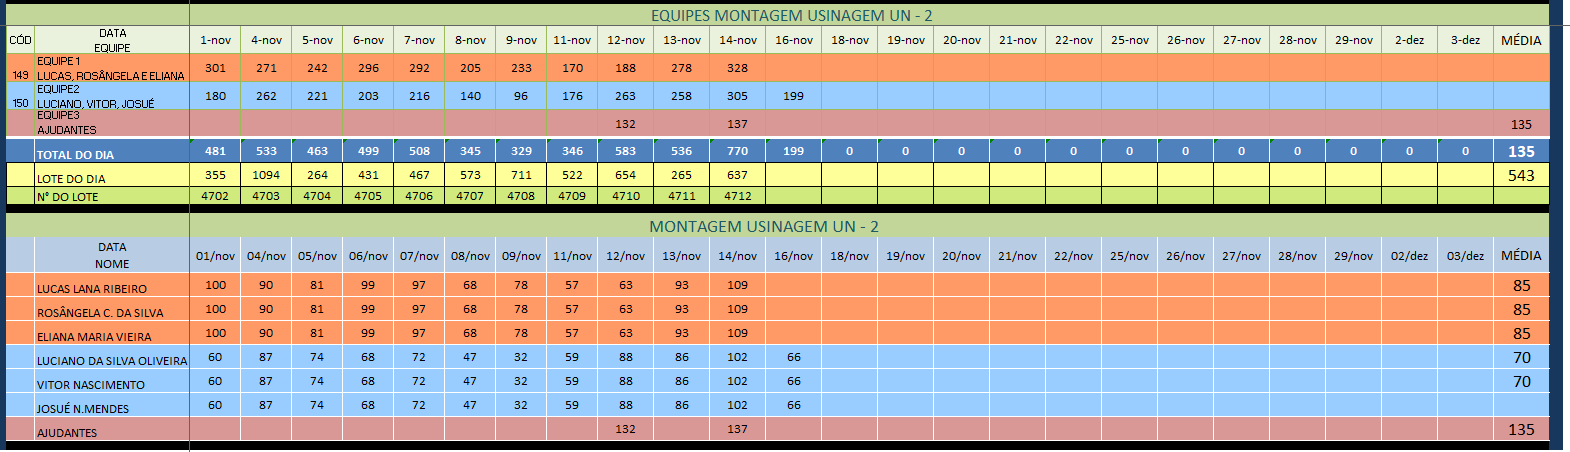 EQUIPES MONTAGEM USINAGEM UN - 2
CÓD DATA EQUIPE 1-nov 4-nov 5-nov 6-nov 7-nov 8-nov 9-nov 11-nov 12-nov 13-nov 14-nov 16-nov 18-nov 19-nov 20-nov 21-nov 22-nov 25-nov 26-nov 27-nov 28-nov 29-nov 2-dez 3-dez MÉDIA
149 EQUIPE 1 LUCAS, ROSÂNGELA E ELIANA 301 271 242 296 292 205 233 170 188 278 328
150 EQUIPE2 LUCIANO, VITOR, JOSUÉ 180 262 221 203 216 140 96 176 263 258 305 199
EQUIPE3 AJUDANTES 132 137 135
TOTAL DO DIA 481 533 463 499 508 345 329 346 583 536 770 199 0 0 0 0 0 0 0 0 0 0 0 0 135
LOTE DO DIA 355 1094 264 431 467 573 711 522 654 265 637 543
Nº DO LOTE 4702 4703 4704 4705 4706 4707 4708 4709 4710 4711 4712
MONTAGEM USINAGEM UN - 2
DATA NOME 01/nov 04/nov 05/nov 06/nov 07/nov 08/nov 09/nov 11/nov 12/nov 13/nov 14/nov 16/nov 18/nov 19/nov 20/nov 21/nov 22/nov 25/nov 26/nov 27/nov 28/nov 29/nov 02/dez 03/dez MÉDIA
LUCAS LANA RIBEIRO 100 90 81 99 97 68 78 57 63 93 109 85
ROSÂNGELA C. DA SILVA 100 90 81 99 97 68 78 57 63 93 109 85
ELIANA MARIA VIEIRA 100 90 81 99 97 68 78 57 63 93 109 85
LUCIANO DA SILVA OLIVEIRA 60 87 74 68 72 47 32 59 88 86 102 66 70
VITOR NASCIMENTO 60 87 74 68 72 47 32 59 88 86 102 66 70
JOSUÉ N.MENDES 60 87 74 68 72 47 32 59 88 86 102 66
AJUDANTES 132 137 135